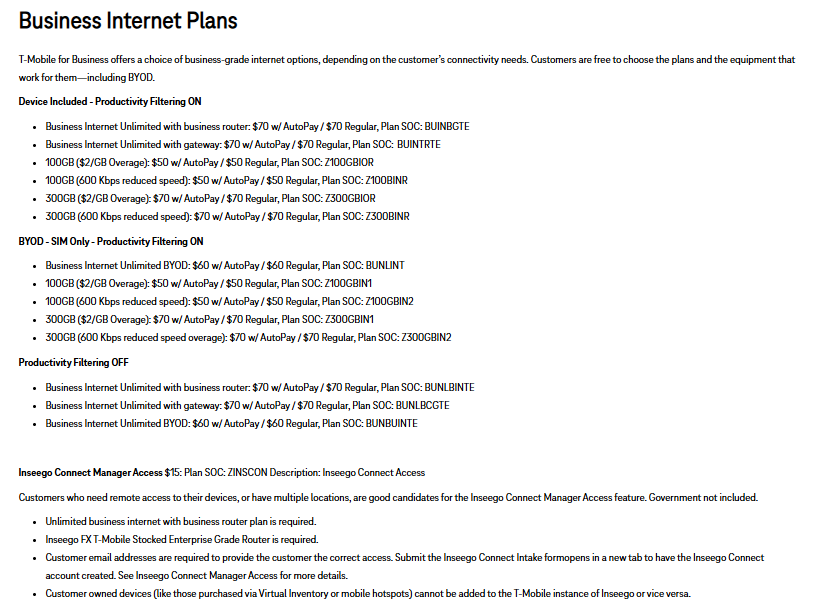 Business Internet Plans
T-Mobile for Business offers a choice of business-grade internet options, depending on the customer's connectivity needs. Customers are free to choose the plans and the equipment that
work for them—including BYOD.
Device Included - Productivity Filtering ON
• Business Internet Unlimited with business router: $70 w/ AutoPay / $70 Regular, Plan SOC: BUINBGTE
• Business Internet Unlimited with gateway: $70 w/ AutoPay / $70 Regular, Plan SOC: BUINTRTE
• 100GB ($2/GB Overage): $50 w/ AutoPay / $50 Regular, Plan SOC: Z100GBIOR
• 100GB (600 Kbps reduced speed): $50 w/ AutoPay / $50 Regular, Plan SOC: Z100BINR
• 300GB ($2/GB Overage): $70 w/ AutoPay / $70 Regular, Plan SOC: Z300GBIOR
• 300GB (600 Kbps reduced speed): $70 w/ AutoPay / $70 Regular, Plan SOC: Z300BINR
BYOD - SIM Only - Productivity Filtering ON
• Business Internet Unlimited BYOD: $60 w/ AutoPay / $60 Regular, Plan SOC: BUNLINT
• 100GB ($2/GB Overage): $50 w/ AutoPay / $50 Regular, Plan SOC: Z100GBIN1
• 100GB (600 Kbps reduced speed): $50 w/ AutoPay / $50 Regular, Plan SOC: Z100GBIN2
• 300GB ($2/GB Overage): $70 w/ AutoPay / $70 Regular, Plan SOC: Z300GBIN1
• 300GB (600 Kbps reduced speed overage): $70 w/ AutoPay / $70 Regular, Plan SOC: Z300GBIN2
Productivity Filtering OFF
• Business Internet Unlimited with business router: $70 w/ AutoPay / $70 Regular, Plan SOC: BUNLBINTE
• Business Internet Unlimited with gateway: $70 w/ AutoPay / $70 Regular, Plan SOC: BUNLBCGTE
• Business Internet Unlimited BYOD: $60 w/ AutoPay / $60 Regular, Plan SOC: BUNBUINTE
Inseego Connect Manager Access $15: Plan SOC: ZINSCON Description: Inseego Connect Access
Customers who need remote access to their devices, or have multiple locations, are good candidates for the Inseego Connect Manager Access feature. Government not included.
• Unlimited business internet with business router plan is required.
• Inseego FX T-Mobile Stocked Enterprise Grade Router is required.
• Customer email addresses are required to provide the customer the correct access. Submit the Inseego Connect Intake formopens in a new tab to have the Inseego Connect
account created. See Inseego Connect Manager Access for more details.
• Customer owned devices (like those purchased via Virtual Inventory or mobile hotspots) cannot be added to the T-Mobile instance of Inseego or vice versa.